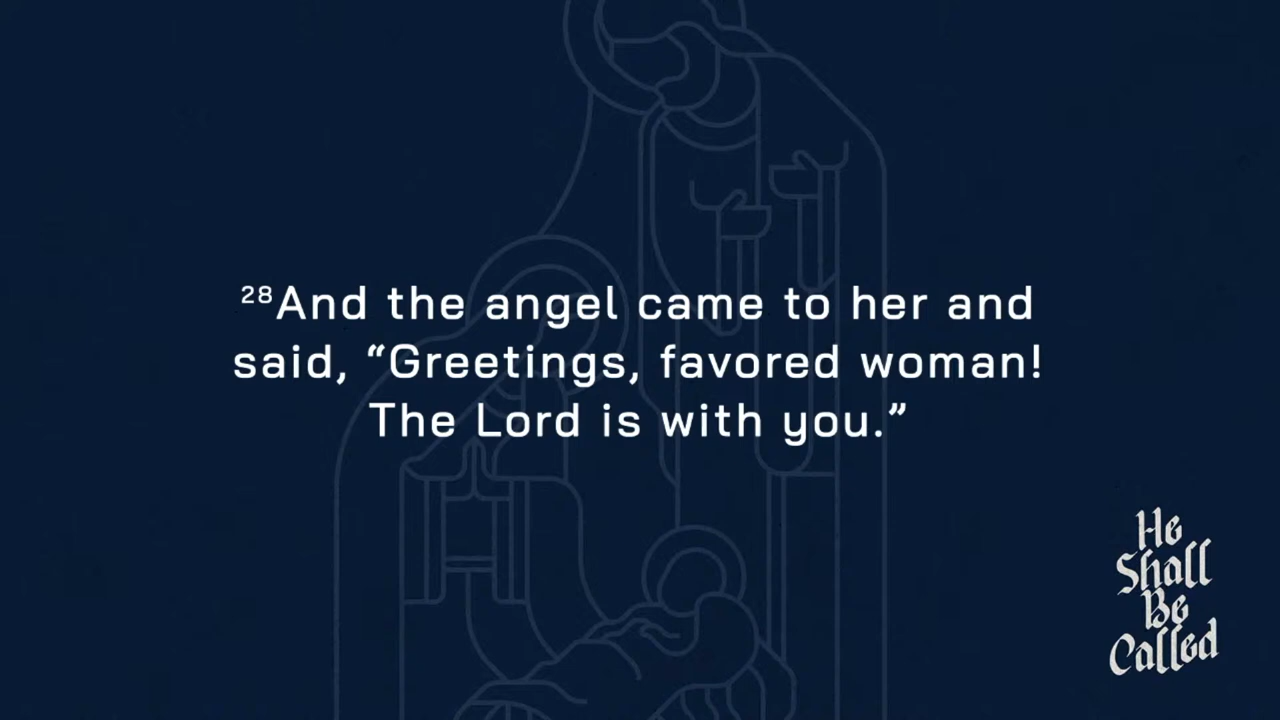 ²⁸And the angel came to her and
said, “Greetings, favored woman!
The Lord is with you.”
He
Shall
Be
Called